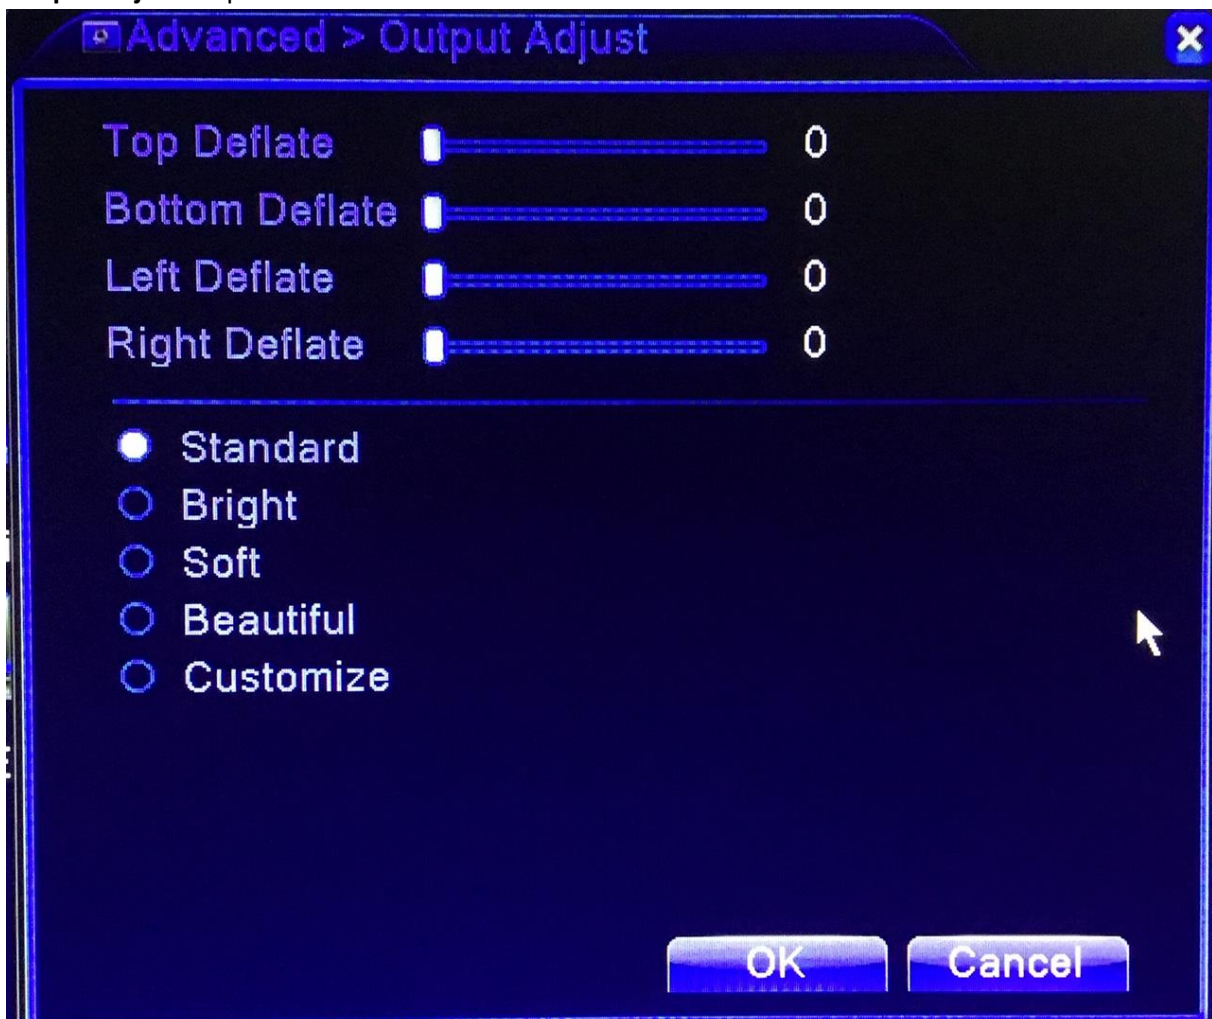 Advanced > Output Adjust
Top Deflate 0
Bottom Deflate 0
Left Deflate 0
Right Deflate 0
Standard
Bright
Soft
Beautiful
Customize
OK Cancel